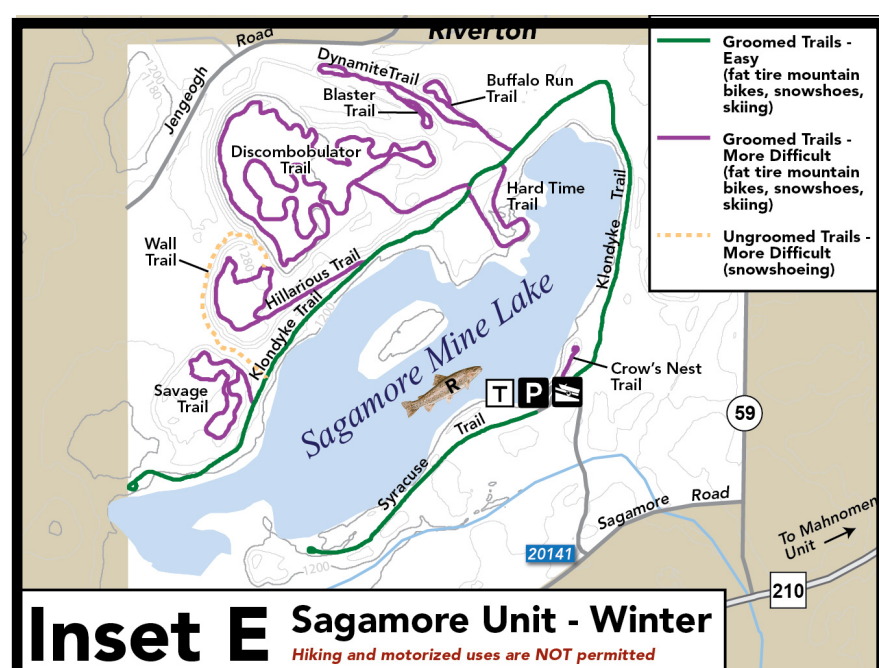 Riverton
Jengeogh
Road
Dynamite Trail
Blaster
Trail
Buffalo Run
Trail
Discombobulator
Trail
Hard Time
Trail
Wall
Trail
Hillarious Trail
Klondyke Trail
Klondyke Trail
Savage
Trail
Sagamore Mine Lake
R
T
P
Crow's Nest
Trail
Syracuse Trail
Sagamore Road
20141
59
210
To Mahnomen
Unit
1200
1180
1280
1200
1200
Groomed Trails -
Easy
(fat tire mountain
bikes, snowshoes,
skiing)
Groomed Trails -
More Difficult
(fat tire mountain
bikes, snowshoes,
skiing)
Ungroomed Trails -
More Difficult
(snowshoeing)
Inset E
Sagamore Unit - Winter
Hiking and motorized uses are NOT permitted